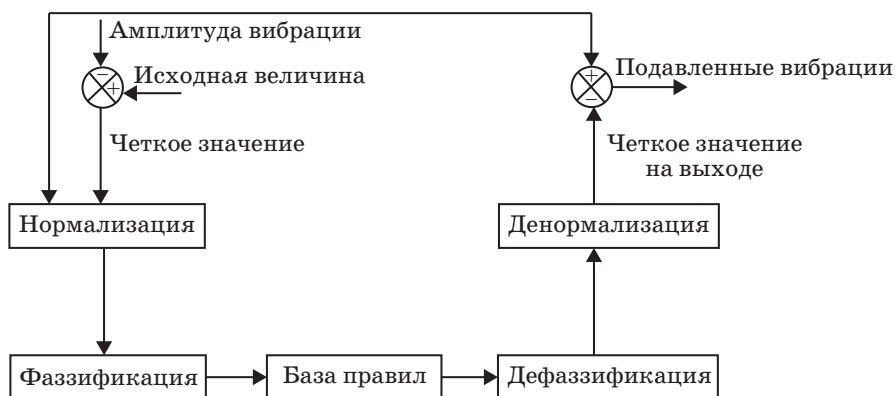 Амплитуда вибрации
− +
Исходная величина
+ −
Подавленные вибрации
Четкое значение
Четкое значение
на выходе
Нормализация
Денормализация
Фаззификация
База правил
Дефаззификация